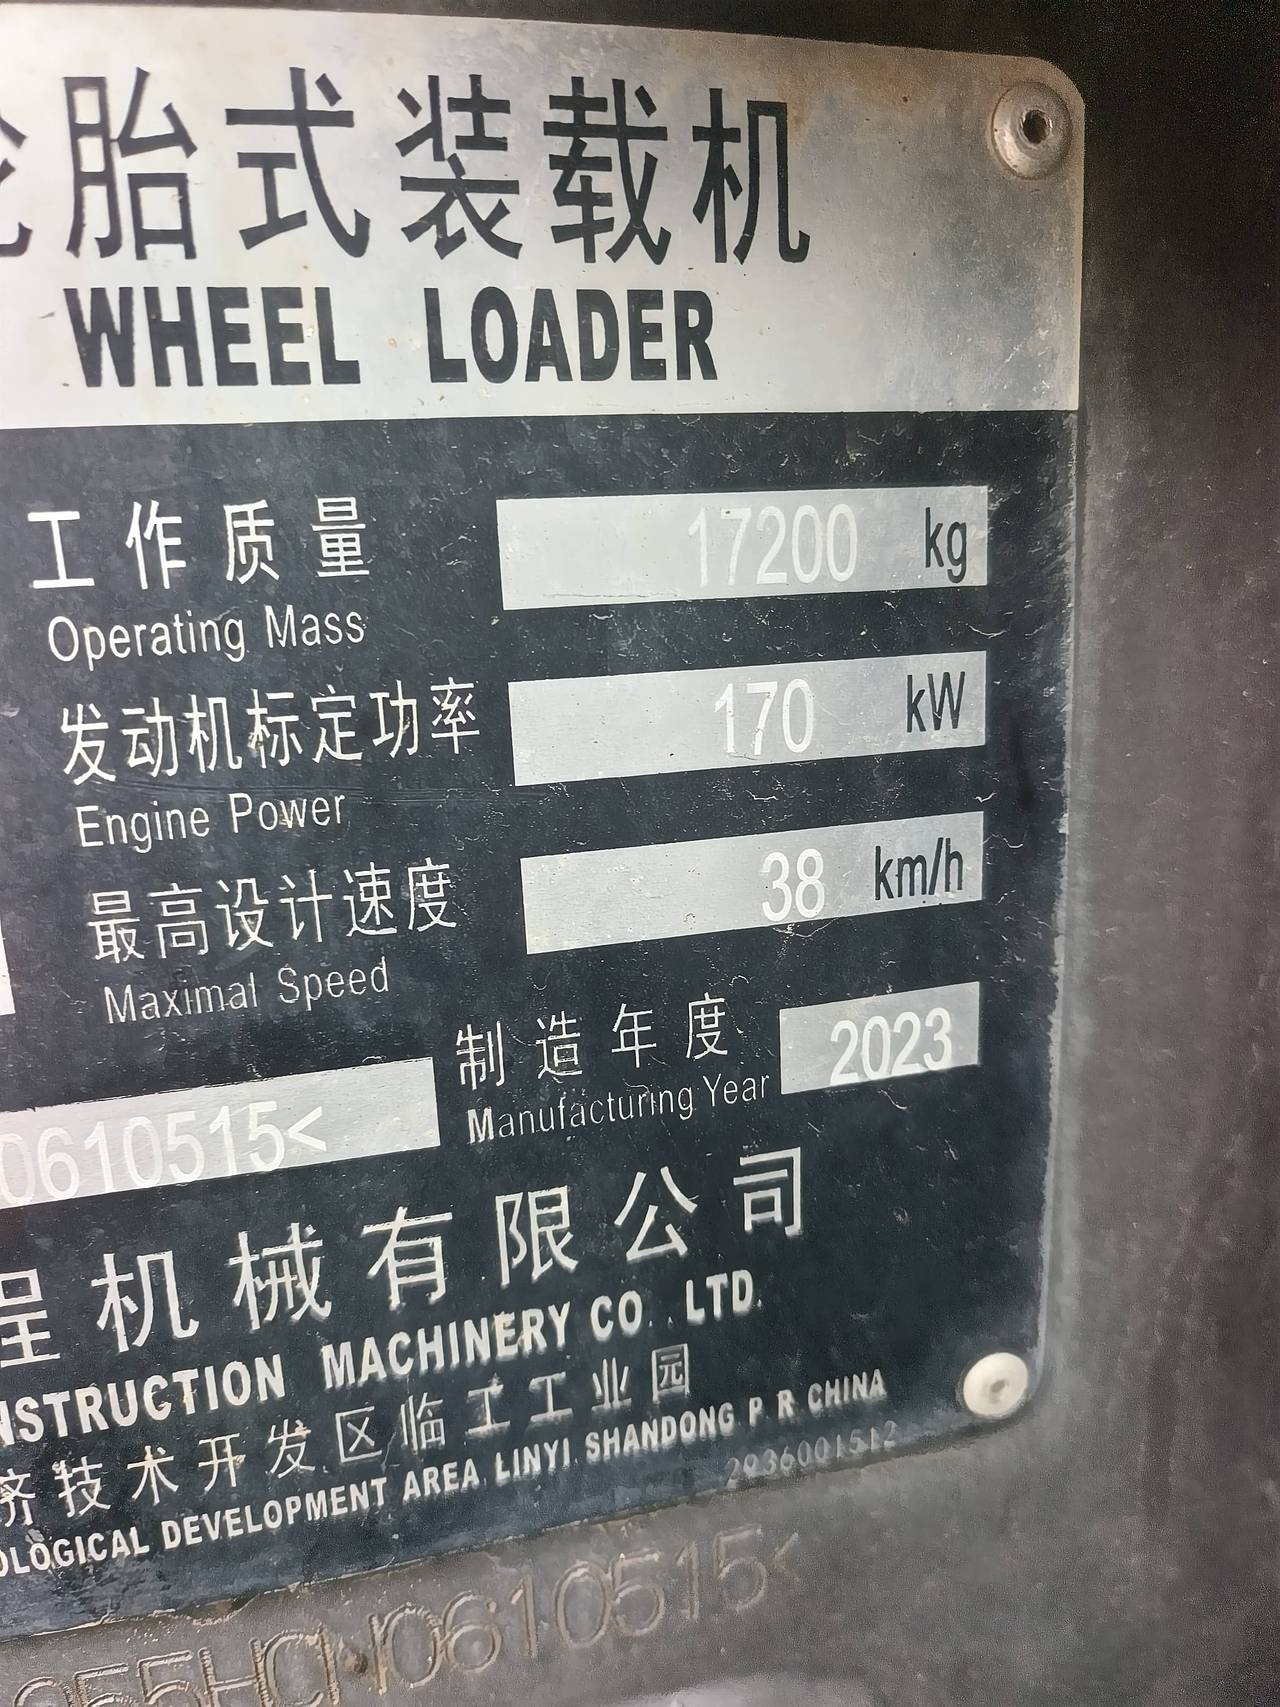 胎式装载机
WHEEL LOADER
工作质量 17200 kg
Operating Mass
发动机标定功率 170 kW
Engine Power
最高设计速度 38 km/h
Maximal Speed
制造年度 2023
Manufacturing Year
0610515<
程机械有限公司
NSTRUCTION MACHINERY CO. LTD.
济技术开发区临工工业园
OLOGICAL DEVELOPMENT AREA LINYI SHANDONG P R CHINA
2936001512
55HCN0610515<